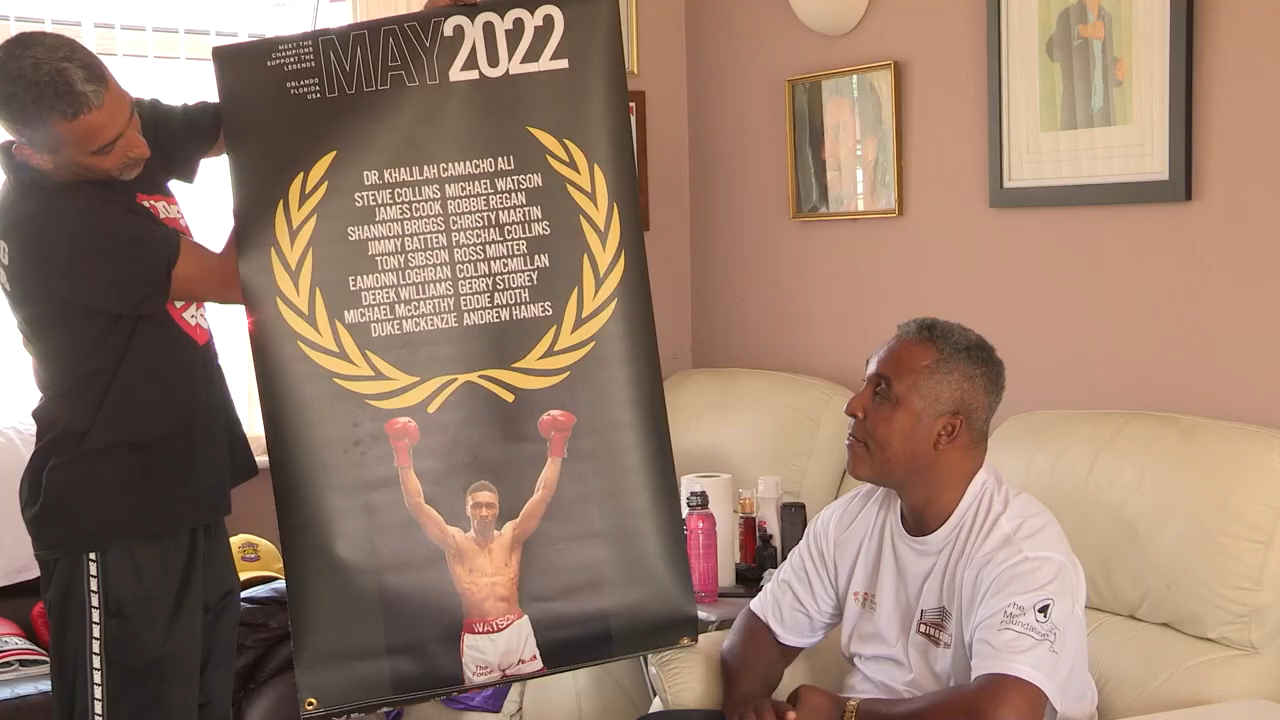 MEET THE
CHAMPIONS
SUPPORT THE
LEGENDS
ORLANDO
FLORIDA
USA
MAY2022
DR. KHALILAH CAMACHO ALI
STEVIE COLLINS MICHAEL WATSON
JAMES COOK ROBBIE REGAN
SHANNON BRIGGS CHRISTY MARTIN
JIMMY BATTEN PASCHAL COLLINS
TONY SIBSON ROSS MINTER
EAMONN LOGHRAN COLIN MCMILLAN
DEREK WILLIAMS GERRY STOREY
MICHAEL McCARTHY EDDIE AVOTH
DUKE MCKENZIE ANDREW HAINES
WATSON
The
Force
The
Foundation